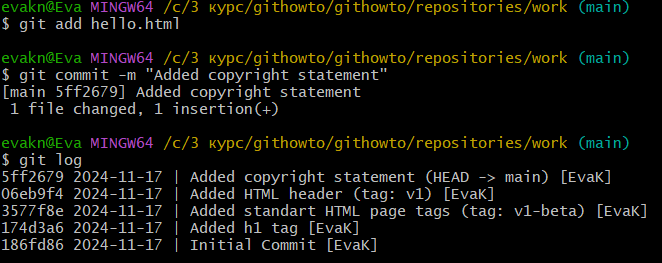 evakn@Eva MINGW64 /c/3 курс/githowto/githowto/repositories/work (main)
$ git add hello.html
evakn@Eva MINGW64 /c/3 курс/githowto/githowto/repositories/work (main)
$ git commit -m "Added copyright statement"
[main 5ff2679] Added copyright statement
 1 file changed, 1 insertion(+)
evakn@Eva MINGW64 /c/3 курс/githowto/githowto/repositories/work (main)
$ git log
5ff2679 2024-11-17 | Added copyright statement (HEAD -> main) [EvaK]
06eb9f4 2024-11-17 | Added HTML header (tag: v1) [EvaK]
3577f8e 2024-11-17 | Added standart HTML page tags (tag: v1-beta) [EvaK]
174d3a6 2024-11-17 | Added h1 tag [EvaK]
186fd86 2024-11-17 | Initial Commit [EvaK]